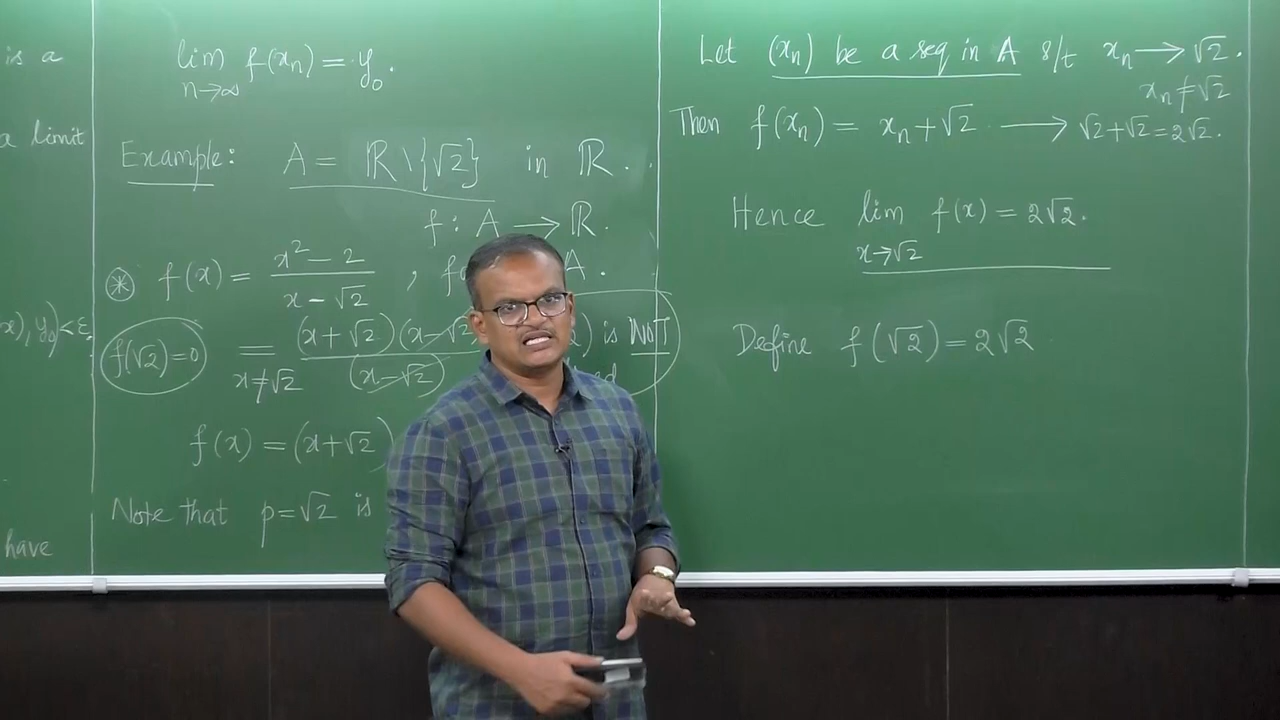 is a
a limit
x), y₀) < ε.
have
lim f(xₙ) = y₀.
n→∞
Example: A = ℝ \ {√2} in ℝ.
f : A → ℝ.
⊛ f(x) = (x² − 2)/(x − √2) , A.
f(√2) = 0
= (x + √2)(x − √2)/(x − √2) is NOT
x ≠ √2
f(x) = (x + √2)
Note that p = √2 is
Let (xₙ) be a seq in A s/t xₙ → √2.
xₙ ≠ √2
Then f(xₙ) = xₙ + √2 → √2 + √2 = 2√2.
Hence lim f(x) = 2√2.
x→√2
Define f(√2) = 2√2